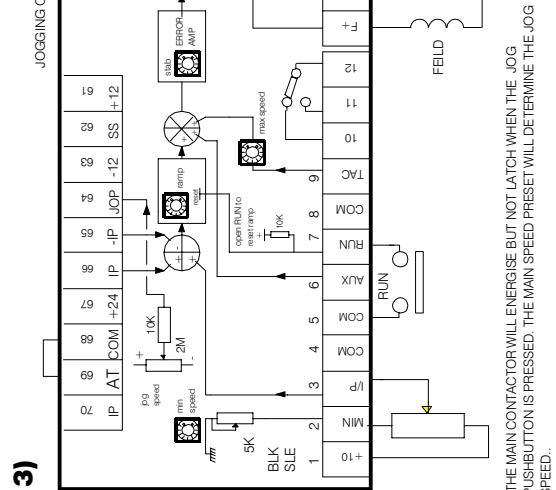 3)
JOGGING C
70 69 68 67 66 65 64 63 62 61
IP AT COM +24 IP -IP JOP -12 SS +12
jog
speed
+
-
10K
2M
min
speed
5K
BLK
SLE
ramp
reset
open RUN to
reset ramp
+
10K
stab
ERROR
AMP
max speed
1 2 3 4 5 6 7 8 9 10 11 12
+10 MIN I/P COM COM AUX RUN COM TAC F+
RUN
FEILD
THE MAIN CONTACTOR WILL ENERGISE BUT NOT LATCH WHEN THE JOG
PUSHBUTTON IS PRESSED. THE MAIN SPEED PRESET WILL DETERMINE THE JOG
SPEED..